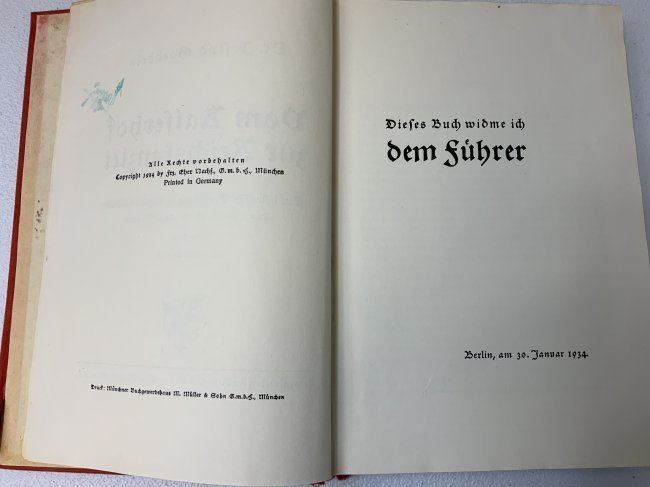 Alle Rechte vorbehalten
Copyright 1934 by Frz. Eher Nachf., G.m.b.H., München
Printed in Germany
Druck: Münchner Buchgewerbehaus M. Müller & Sohn G.m.b.H., München
Dieses Buch widme ich
dem Führer
Berlin, am 30. Januar 1934